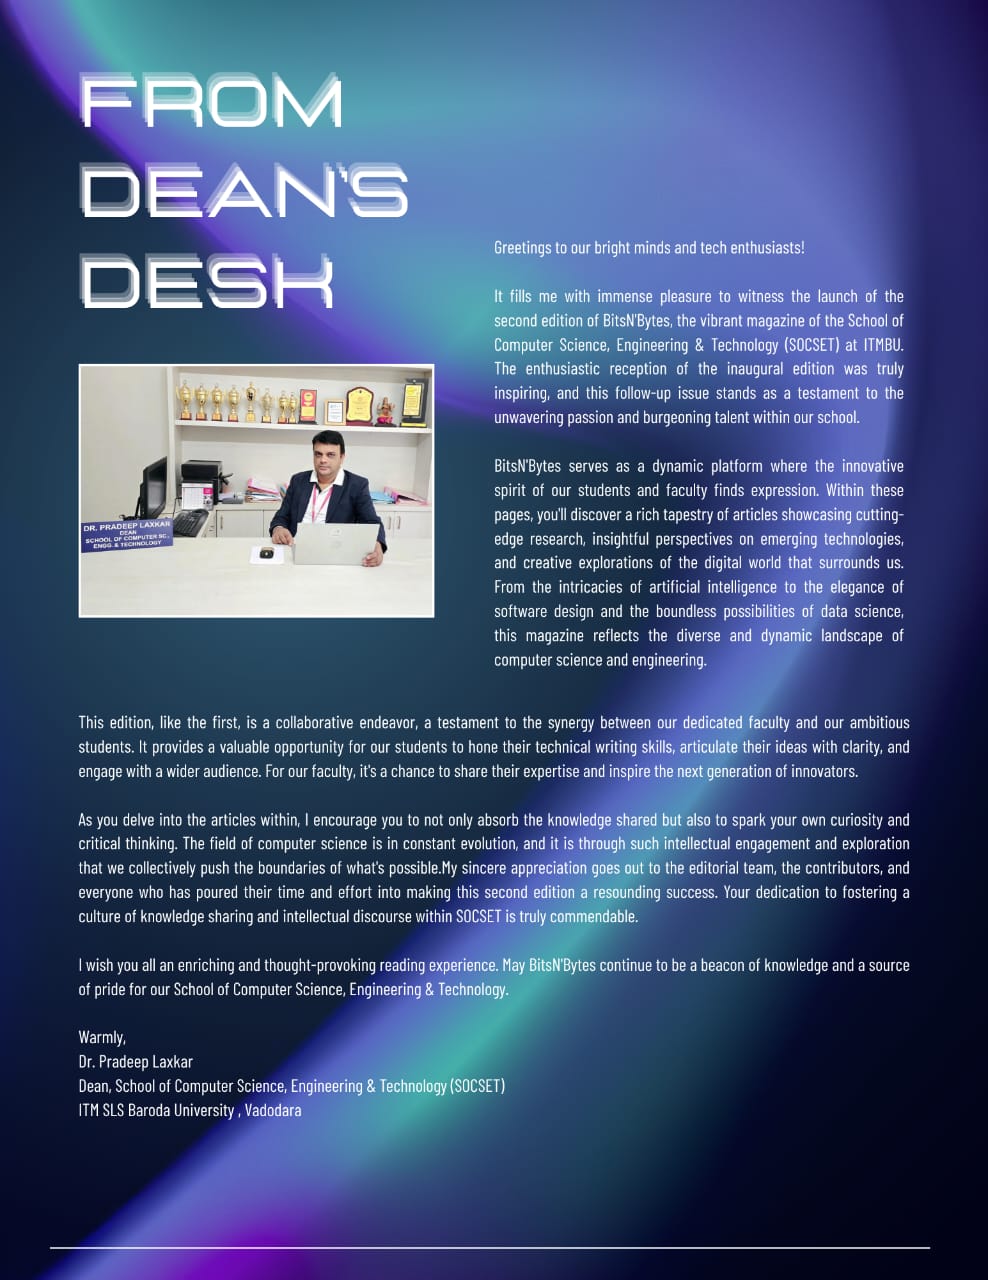 FROM
DEAN'S
DESK
Greetings to our bright minds and tech enthusiasts!
It fills me with immense pleasure to witness the launch of the
second edition of BitsN'Bytes, the vibrant magazine of the School of
Computer Science, Engineering & Technology (SOCSET) at ITMBU.
The enthusiastic reception of the inaugural edition was truly
inspiring, and this follow-up issue stands as a testament to the
unwavering passion and burgeoning talent within our school.
BitsN'Bytes serves as a dynamic platform where the innovative
spirit of our students and faculty finds expression. Within these
pages, you'll discover a rich tapestry of articles showcasing cutting-
edge research, insightful perspectives on emerging technologies,
and creative explorations of the digital world that surrounds us.
From the intricacies of artificial intelligence to the elegance of
software design and the boundless possibilities of data science,
this magazine reflects the diverse and dynamic landscape of
computer science and engineering.
DR. PRADEEP LAXKAR
DEAN
SCHOOL OF COMPUTER SC.,
ENGG. & TECHNOLOGY
This edition, like the first, is a collaborative endeavor, a testament to the synergy between our dedicated faculty and our ambitious
students. It provides a valuable opportunity for our students to hone their technical writing skills, articulate their ideas with clarity, and
engage with a wider audience. For our faculty, it's a chance to share their expertise and inspire the next generation of innovators.
As you delve into the articles within, I encourage you to not only absorb the knowledge shared but also to spark your own curiosity and
critical thinking. The field of computer science is in constant evolution, and it is through such intellectual engagement and exploration
that we collectively push the boundaries of what's possible.My sincere appreciation goes out to the editorial team, the contributors, and
everyone who has poured their time and effort into making this second edition a resounding success. Your dedication to fostering a
culture of knowledge sharing and intellectual discourse within SOCSET is truly commendable.
I wish you all an enriching and thought-provoking reading experience. May BitsN'Bytes continue to be a beacon of knowledge and a source
of pride for our School of Computer Science, Engineering & Technology.
Warmly,
Dr. Pradeep Laxkar
Dean, School of Computer Science, Engineering & Technology (SOCSET)
ITM SLS Baroda University , Vadodara